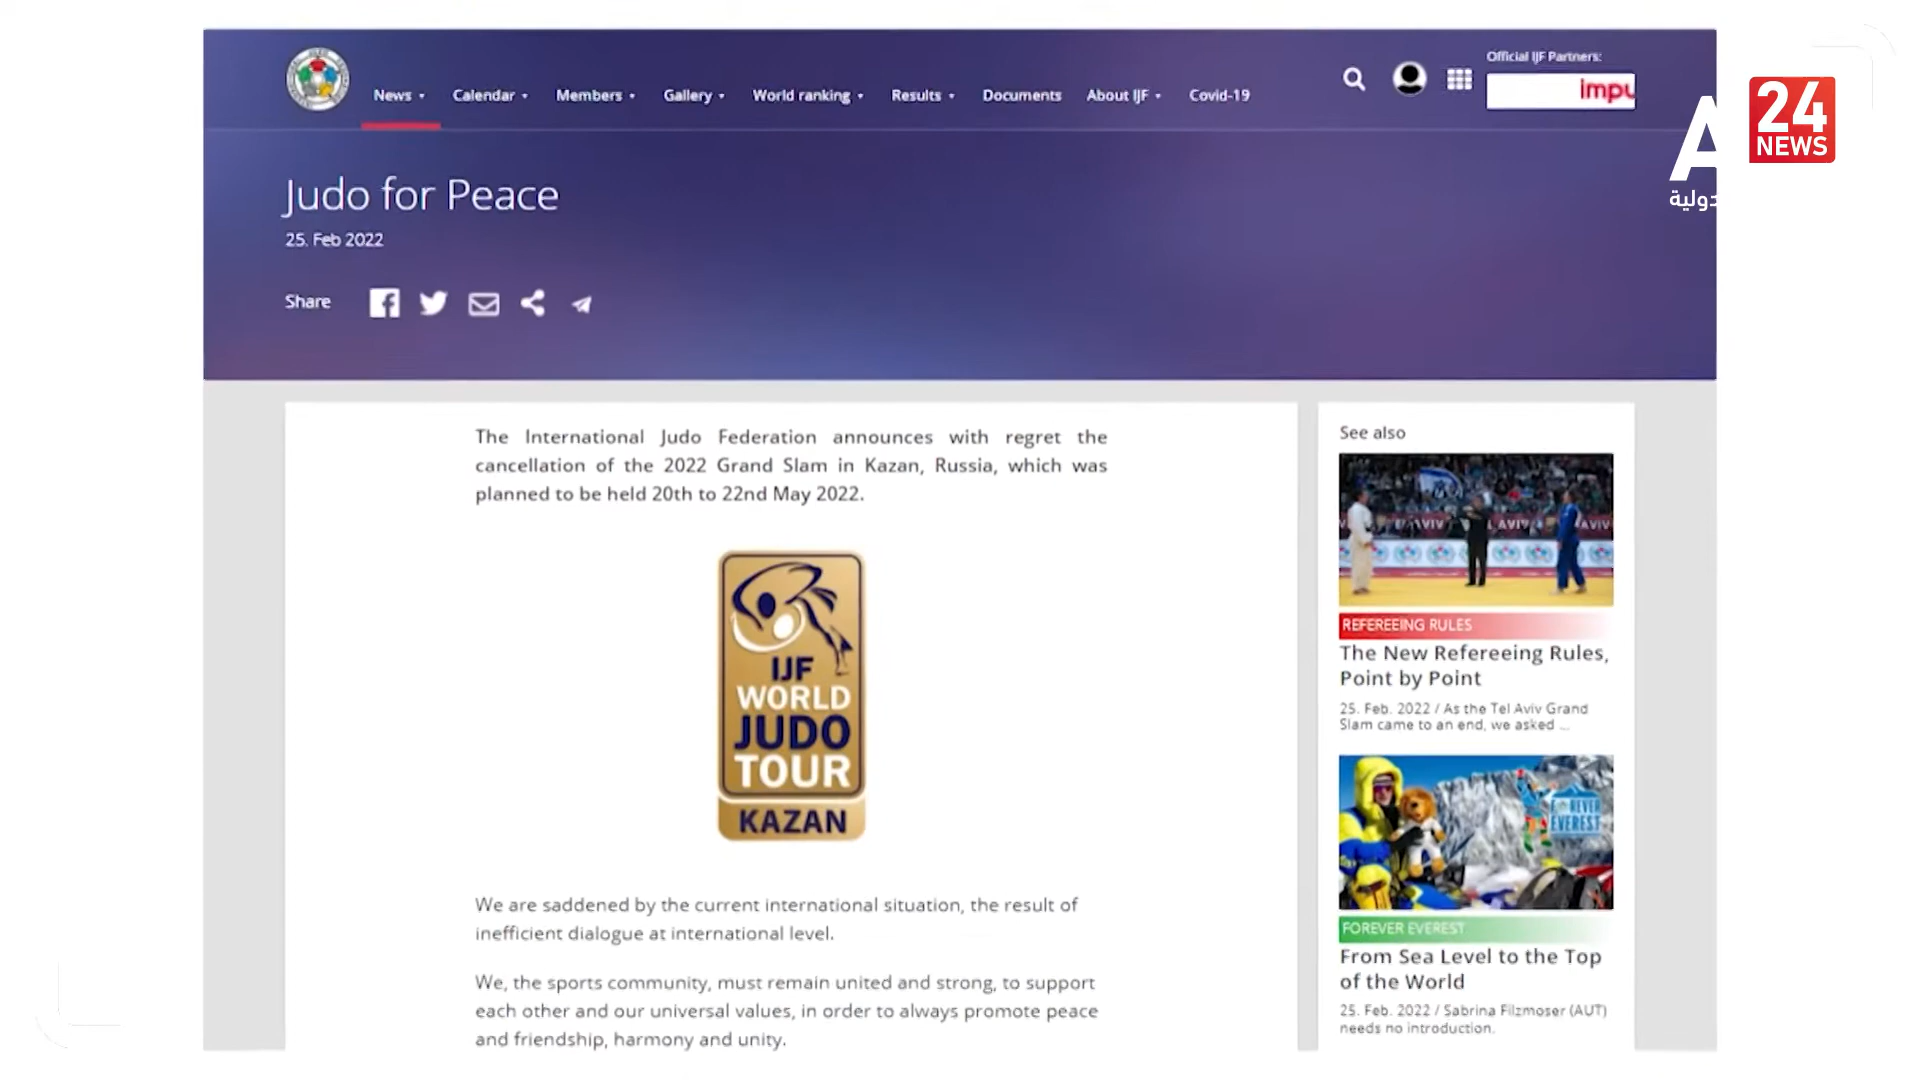 Official IJF Partners:
impu
News
Calendar
Members
Gallery
World ranking
Results
Documents
About IJF
Covid-19
24
NEWS
A
دولية
Judo for Peace
25. Feb 2022
Share
The International Judo Federation announces with regret the
cancellation of the 2022 Grand Slam in Kazan, Russia, which was
planned to be held 20th to 22nd May 2022.
IJF
WORLD
JUDO
TOUR
KAZAN
We are saddened by the current international situation, the result of
inefficient dialogue at international level.
We, the sports community, must remain united and strong, to support
each other and our universal values, in order to always promote peace
and friendship, harmony and unity.
See also
REFEREEING RULES
The New Refereeing Rules,
Point by Point
25. Feb. 2022 / As the Tel Aviv Grand
Slam came to an end, we asked ...
FOREVER
EVEREST
FOREVER EVEREST
From Sea Level to the Top
of the World
25. Feb. 2022 / Sabrina Filzmoser (AUT)
needs no introduction.